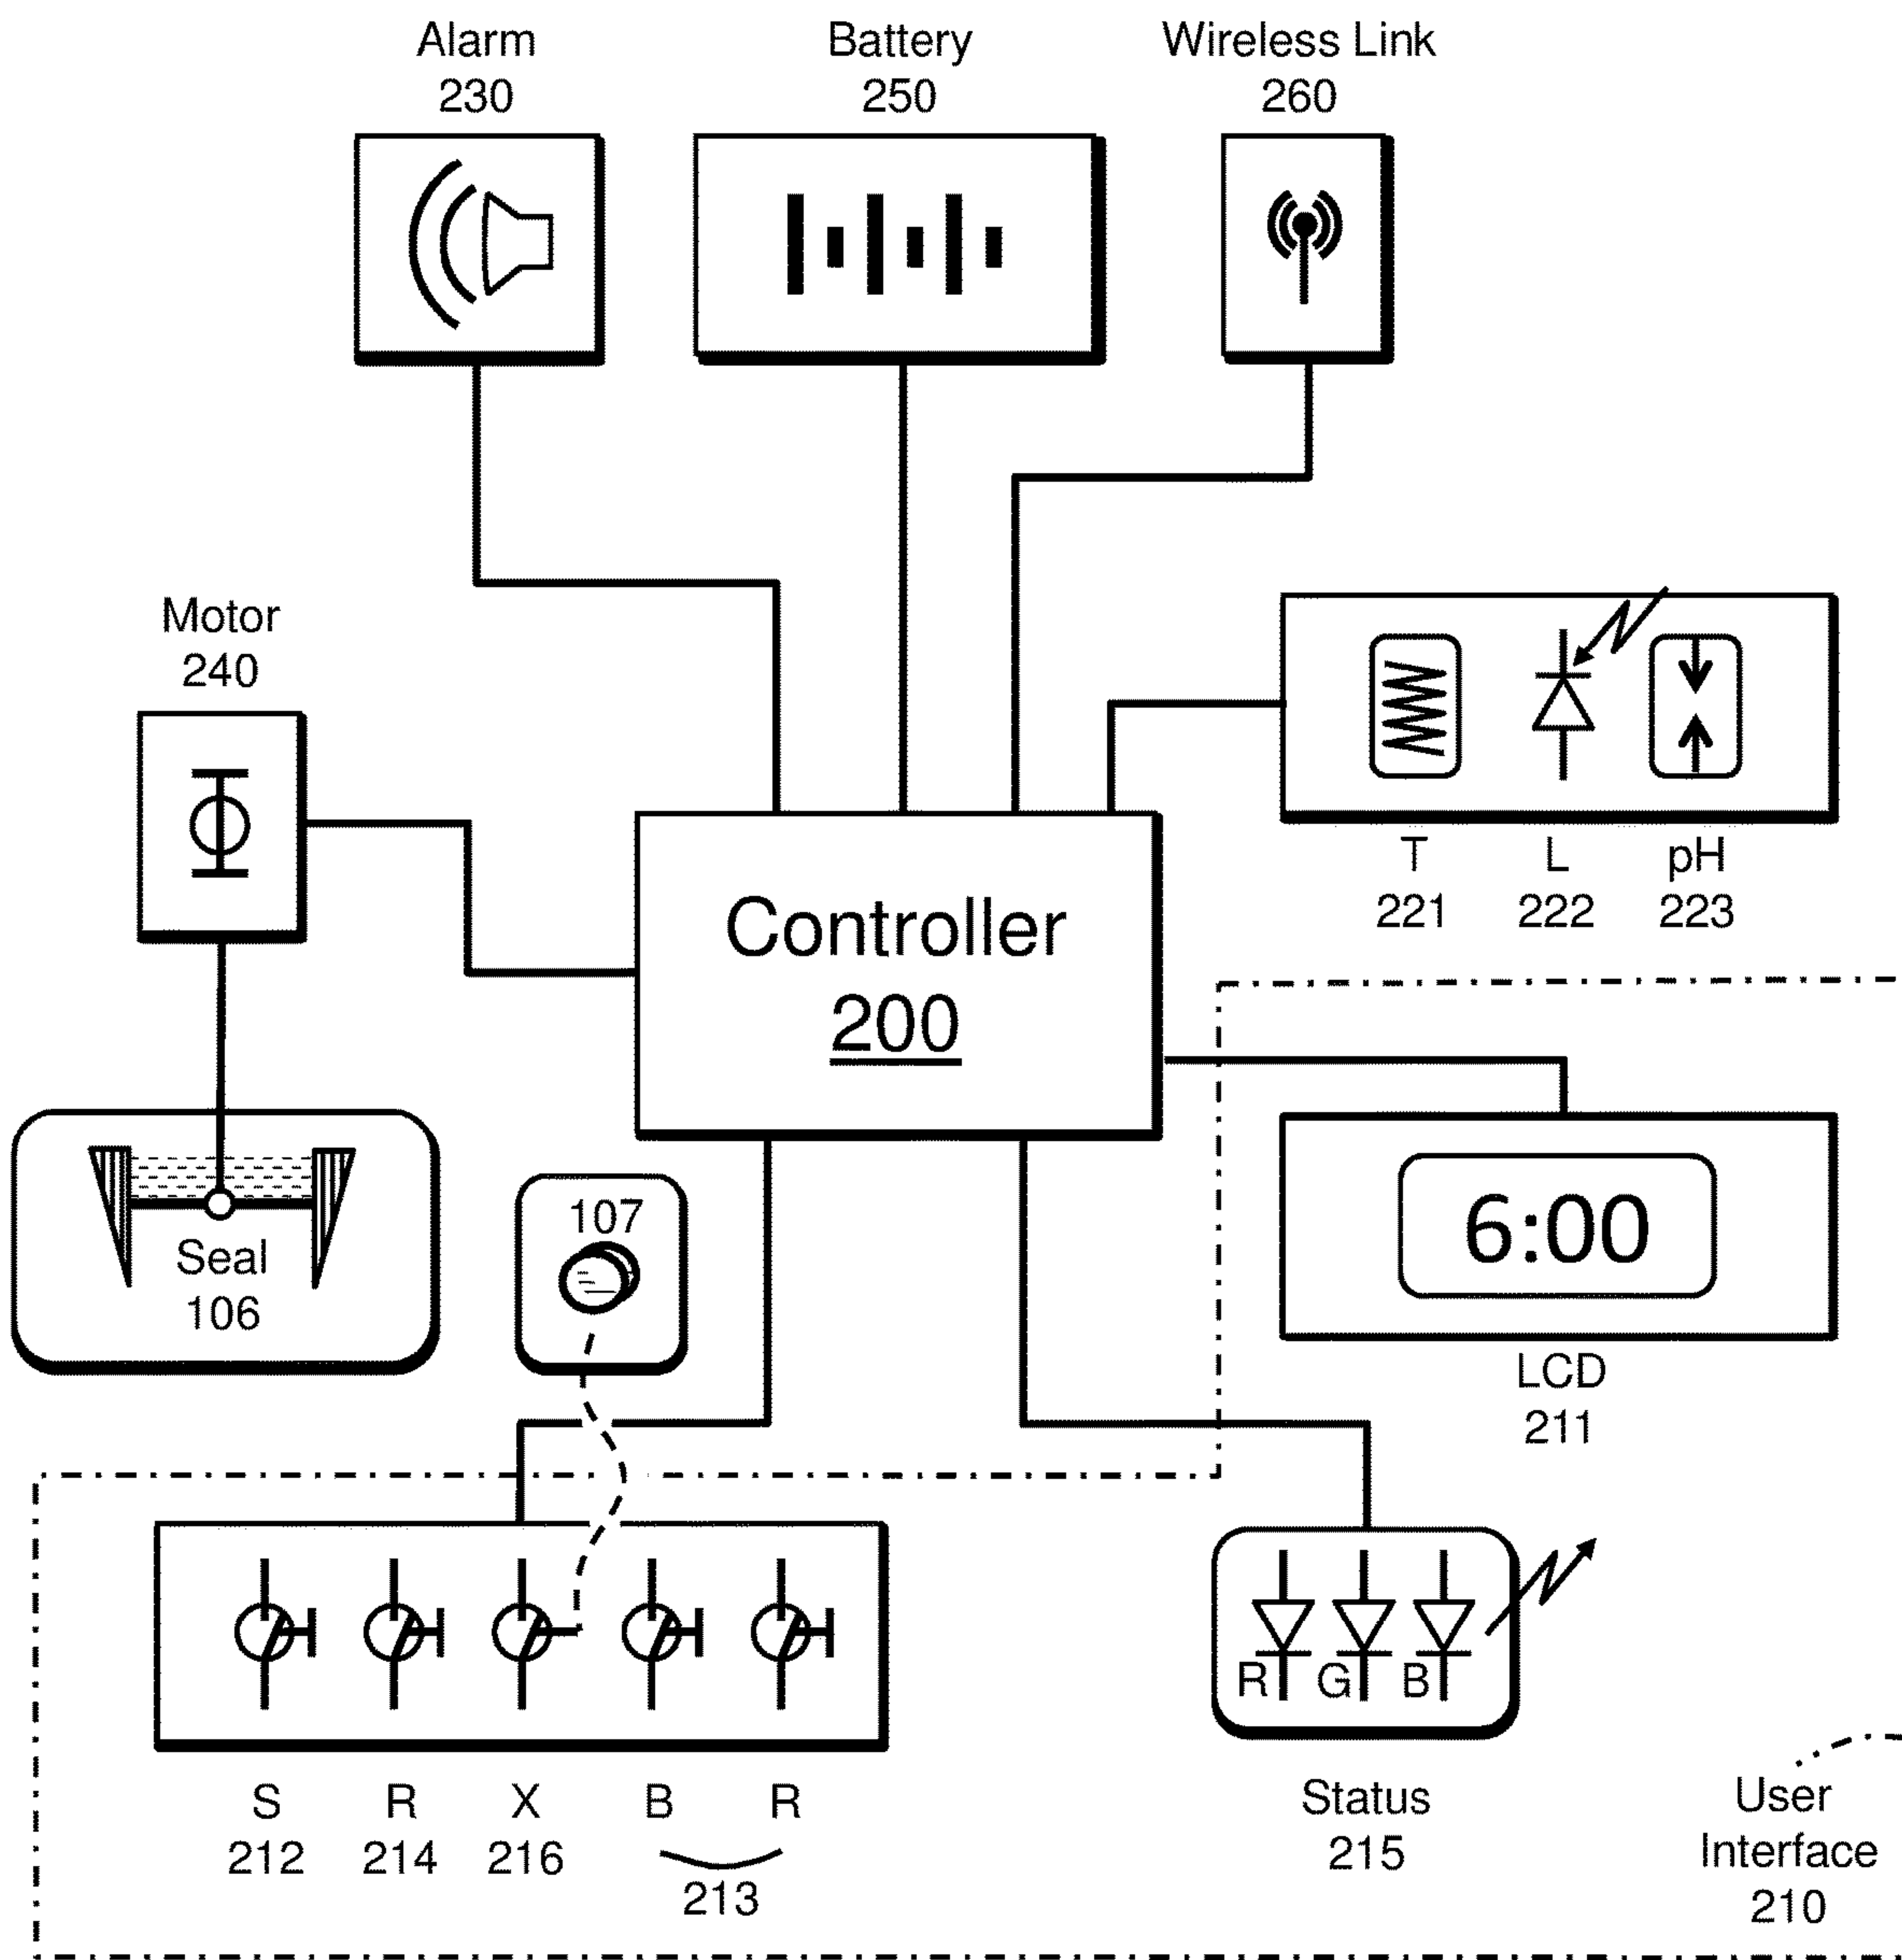 Alarm
230
Battery
250
Wireless Link
260
Motor
240
T
221
L
222
pH
223
Controller
200
Seal
106
107
6:00
LCD
211
R G B
Status
215
S R X B R
212 214 216
213
User
Interface
210